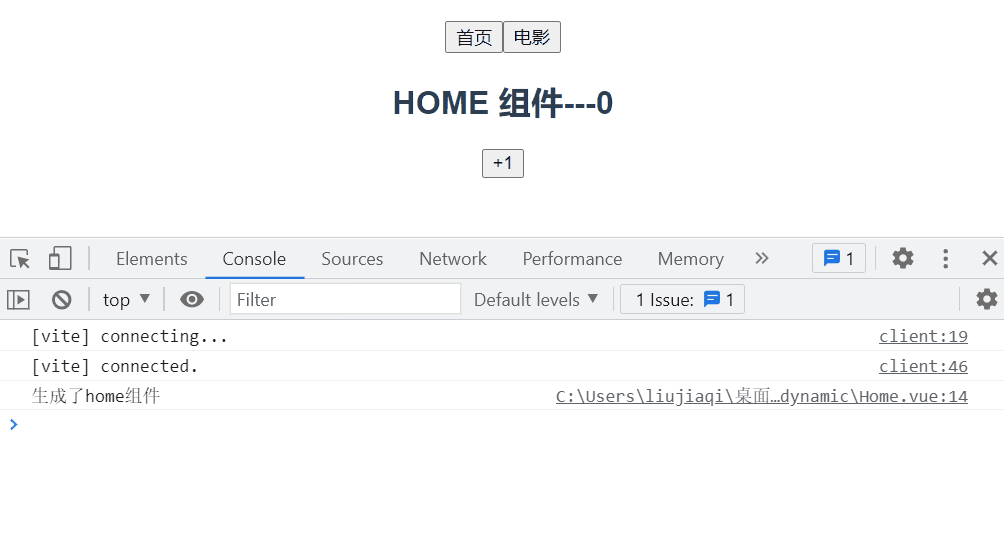 首页 电影
HOME 组件---0
+1
Elements Console Sources Network Performance Memory 1
top Filter Default levels 1 Issue: 1
[vite] connecting... client:19
[vite] connected. client:46
生成了home组件 C:\Users\liujiaqi\桌面…dynamic\Home.vue:14